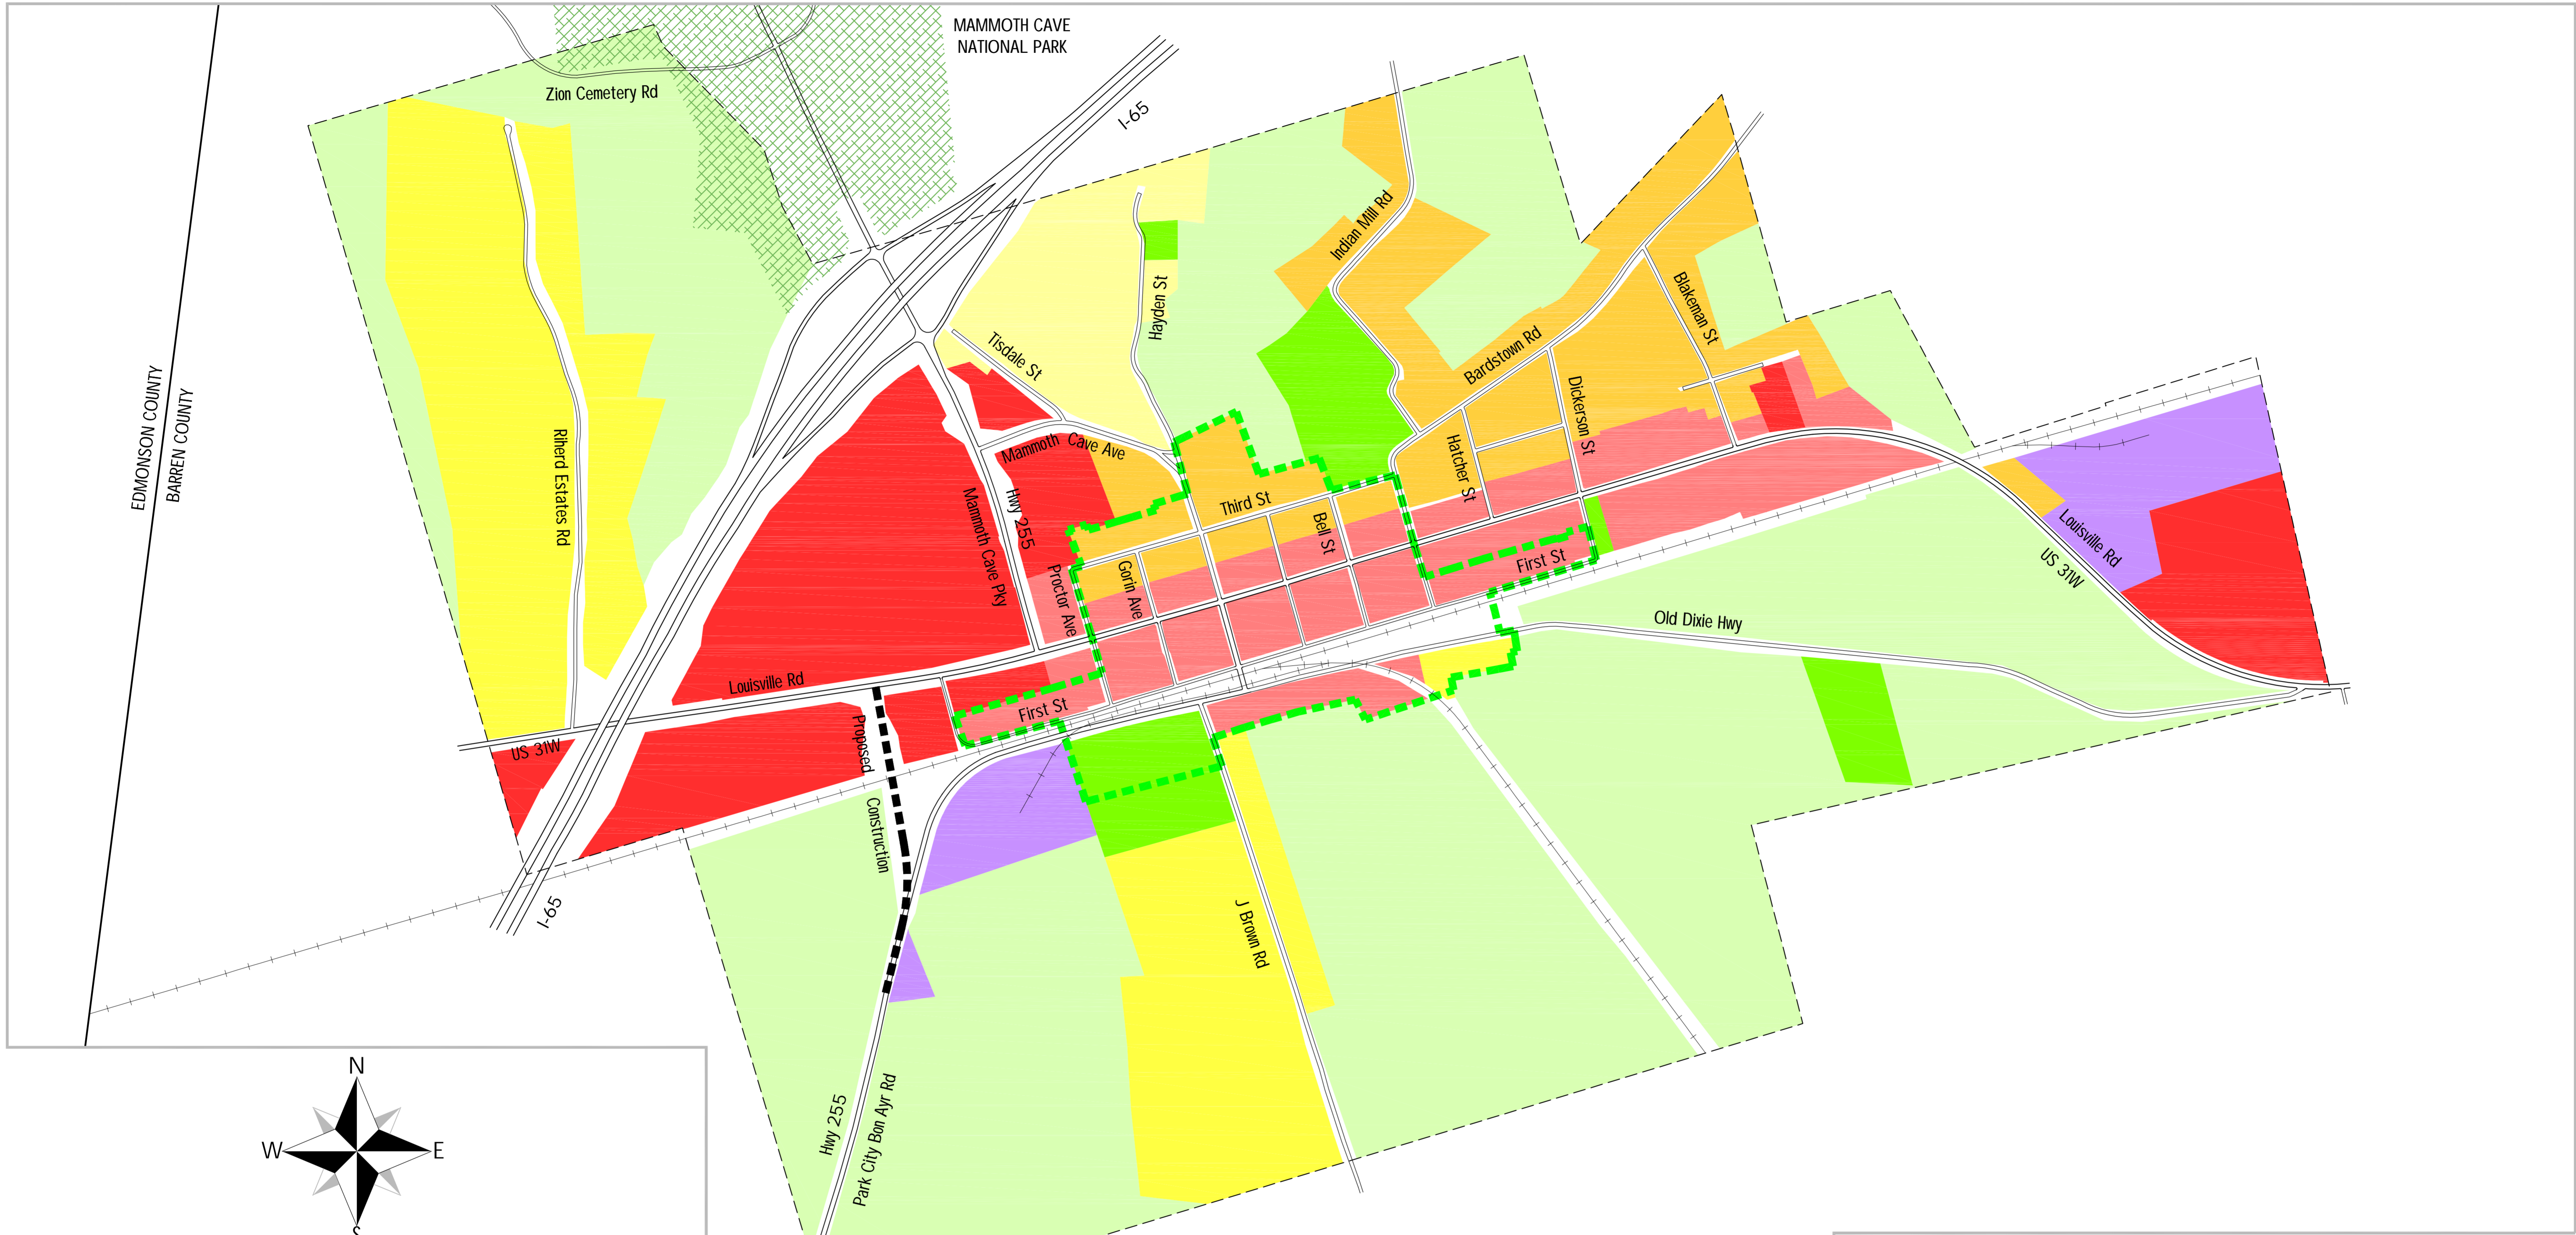 MAMMOTH CAVE
NATIONAL PARK
Zion Cemetery Rd
I-65
Indian Mill Rd
Hayden St
Blakeman St
Tisdale St
Bardstown Rd
EDMONSON COUNTY
BARREN COUNTY
Dickerson St
Riherd Estates Rd
Mammoth Cave Ave
Hatcher St
Mammoth Cave Pky
Hwy 255
Third St
Bell St
Louisville Rd
US 31W
First St
Proctor Ave
Gorin Ave
Old Dixie Hwy
Louisville Rd
First St
US 31W
Proposed
Construction
I-65
J Brown Rd
Hwy 255
Park City Bon Ayr Rd
N
W
E
S